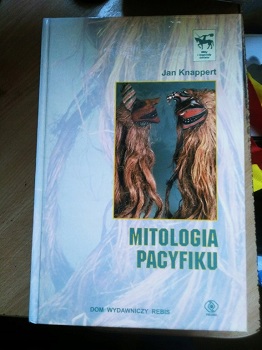 Jan Knappert
MITOLOGIA
PACYFIKU
DOM WYDAWNICZY REBIS